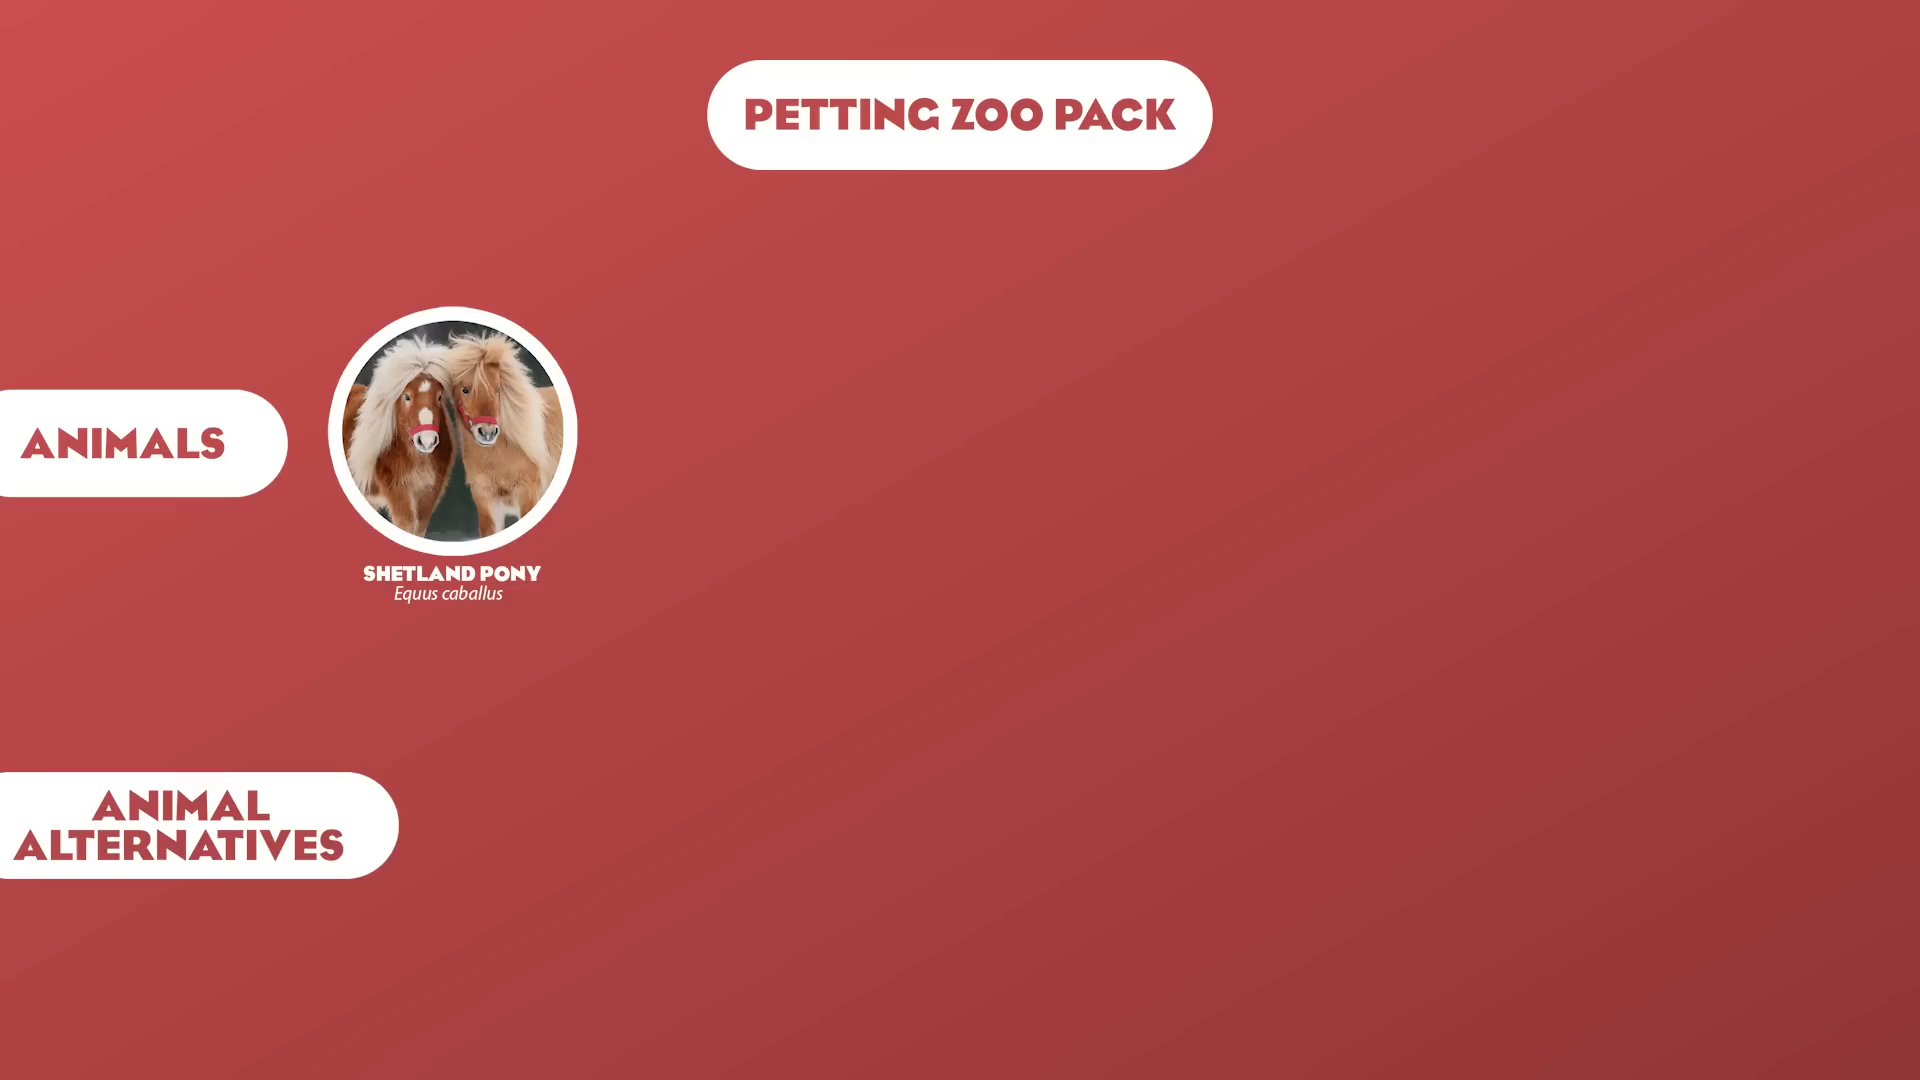 PETTING ZOO PACK
ANIMALS
SHETLAND PONY
Equus caballus
ANIMAL
ALTERNATIVES